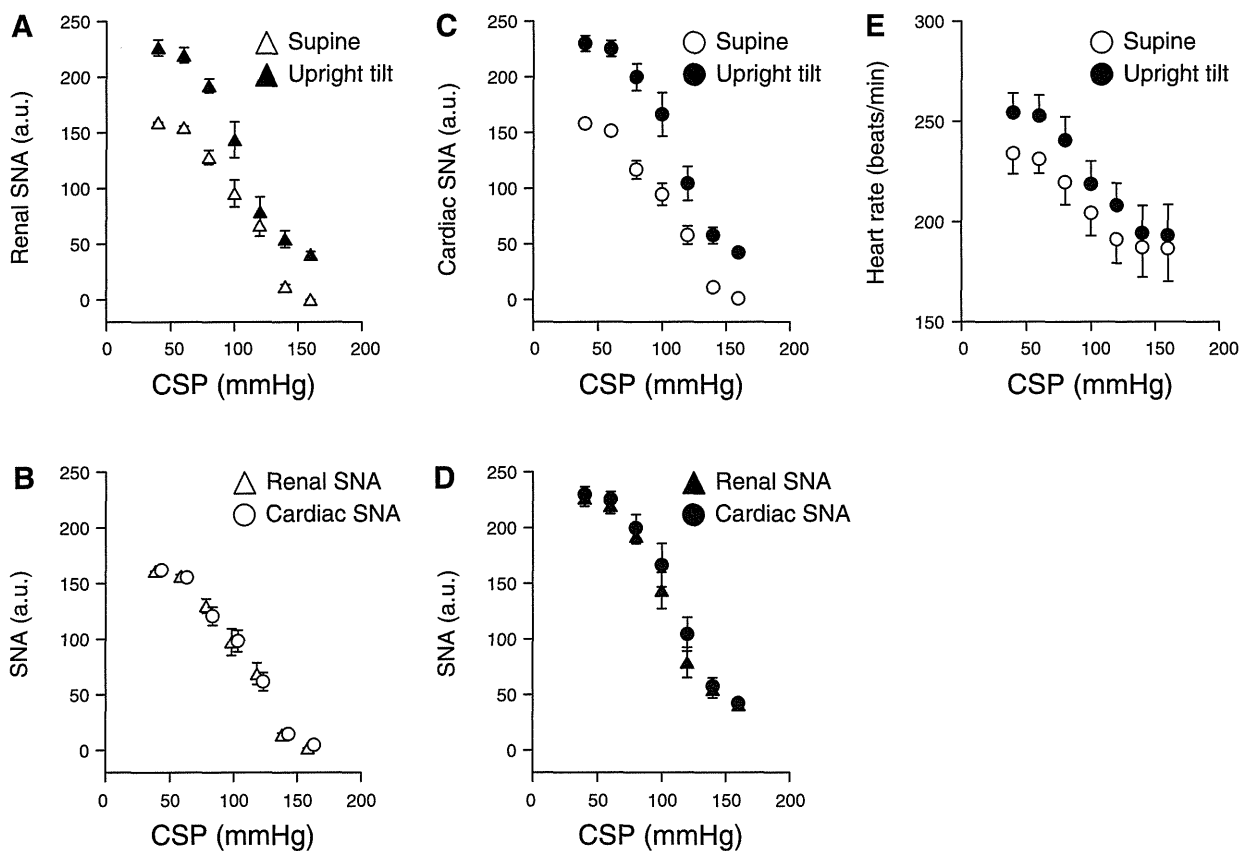 A
250
200
150
100
50
0
Renal SNA (a.u.)
Supine
Upright tilt
0 50 100 150 200
CSP (mmHg)
C
250
200
150
100
50
0
Cardiac SNA (a.u.)
Supine
Upright tilt
0 50 100 150 200
CSP (mmHg)
E
300
250
200
150
Heart rate (beats/min)
Supine
Upright tilt
0 50 100 150 200
CSP (mmHg)
B
250
200
150
100
50
0
SNA (a.u.)
Renal SNA
Cardiac SNA
0 50 100 150 200
CSP (mmHg)
D
250
200
150
100
50
0
SNA (a.u.)
Renal SNA
Cardiac SNA
0 50 100 150 200
CSP (mmHg)